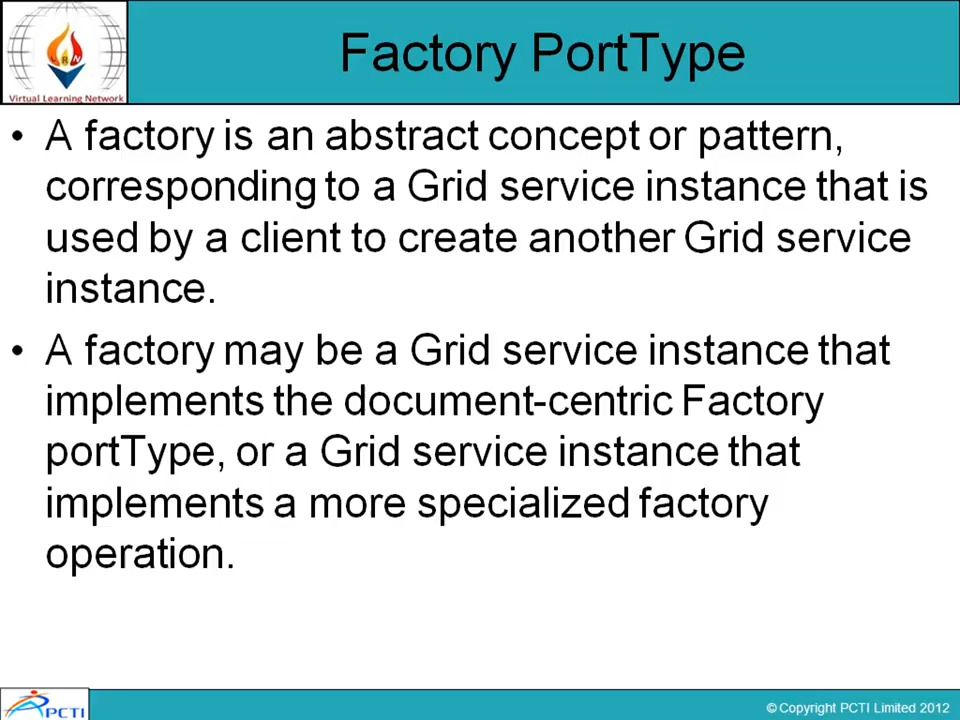 Factory PortType
RN
Virtual Learning Network
• A factory is an abstract concept or pattern,
corresponding to a Grid service instance that is
used by a client to create another Grid service
instance.
• A factory may be a Grid service instance that
implements the document-centric Factory
portType, or a Grid service instance that
implements a more specialized factory
operation.
PCTI
© Copyright PCTI Limited 2012